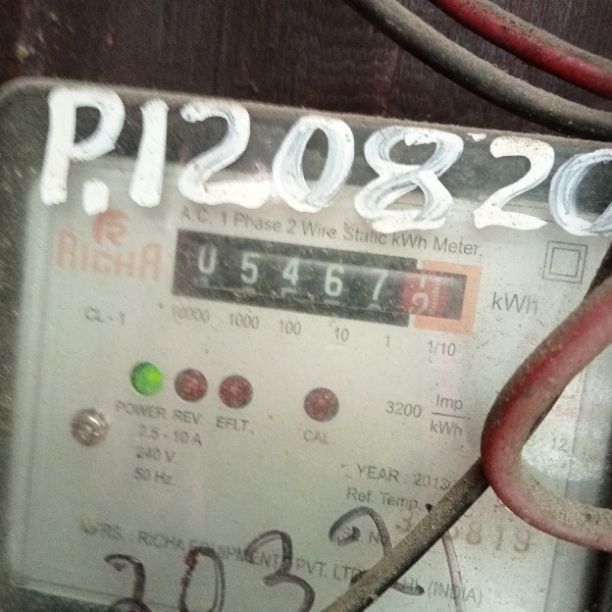 P.120820
A.C. 1 Phase 2 Wire Static kWh Meter
RICHA
05467
kWh
CL-1
10000 1000 100 10 1 1/10
POWER REV. EFLT. CAL
3200 Imp
kWh
2.5 - 10 A
240 V
50 Hz
YEAR : 2013
Ref. Temp.
RICHA EQUIPMENTS PVT. LTD. (INDIA)